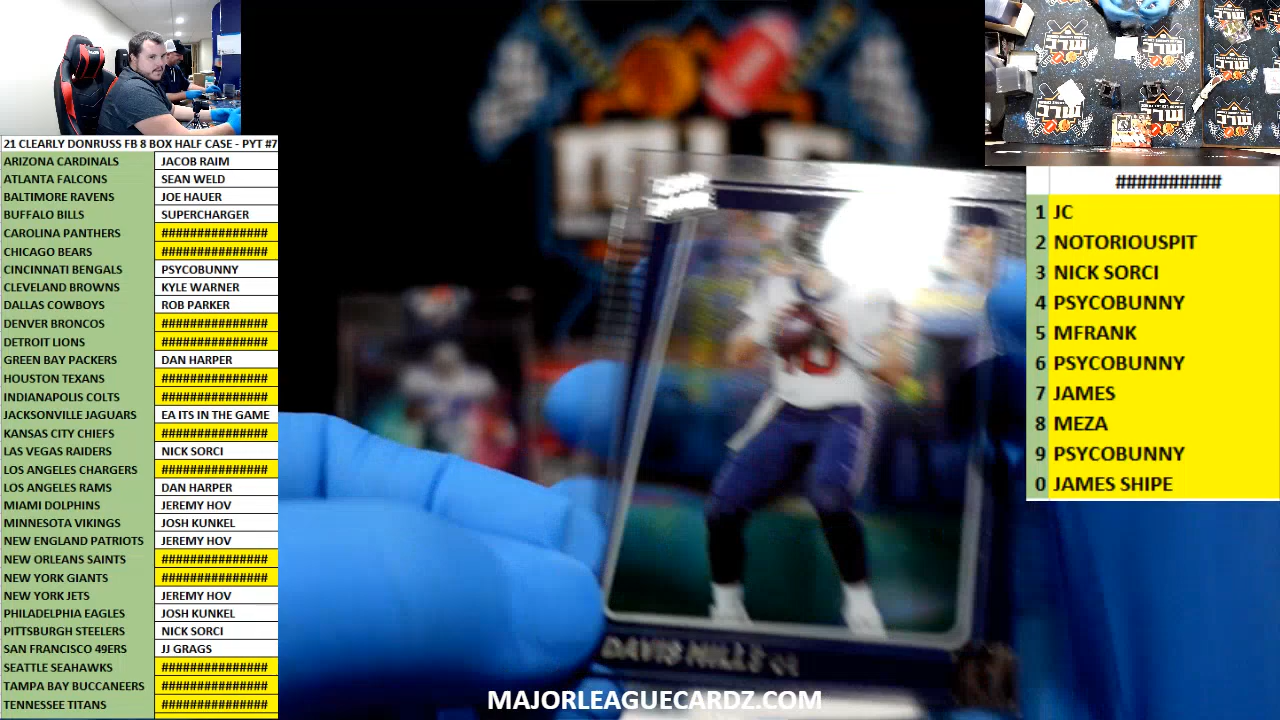 21 CLEARLY DONRUSS FB 8 BOX HALF CASE - PYT #7
ARIZONA CARDINALS JACOB RAIM
ATLANTA FALCONS SEAN WELD
BALTIMORE RAVENS JOE HAUER
BUFFALO BILLS SUPERCHARGER
CAROLINA PANTHERS ###############
CHICAGO BEARS ###############
CINCINNATI BENGALS PSYCOBUNNY
CLEVELAND BROWNS KYLE WARNER
DALLAS COWBOYS ROB PARKER
DENVER BRONCOS ###############
DETROIT LIONS ###############
GREEN BAY PACKERS DAN HARPER
HOUSTON TEXANS ###############
INDIANAPOLIS COLTS ###############
JACKSONVILLE JAGUARS EA ITS IN THE GAME
KANSAS CITY CHIEFS ###############
LAS VEGAS RAIDERS NICK SORCI
LOS ANGELES CHARGERS ###############
LOS ANGELES RAMS DAN HARPER
MIAMI DOLPHINS JEREMY HOV
MINNESOTA VIKINGS JOSH KUNKEL
NEW ENGLAND PATRIOTS JEREMY HOV
NEW ORLEANS SAINTS ###############
NEW YORK GIANTS ###############
NEW YORK JETS JEREMY HOV
PHILADELPHIA EAGLES JOSH KUNKEL
PITTSBURGH STEELERS NICK SORCI
SAN FRANCISCO 49ERS JJ GRAGS
SEATTLE SEAHAWKS ###############
TAMPA BAY BUCCANEERS ###############
TENNESSEE TITANS ###############
DAVIS MILLS
MAJORLEAGUECARDZ.COM
##########
1 JC
2 NOTORIOUSPIT
3 NICK SORCI
4 PSYCOBUNNY
5 MFRANK
6 PSYCOBUNNY
7 JAMES
8 MEZA
9 PSYCOBUNNY
0 JAMES SHIPE